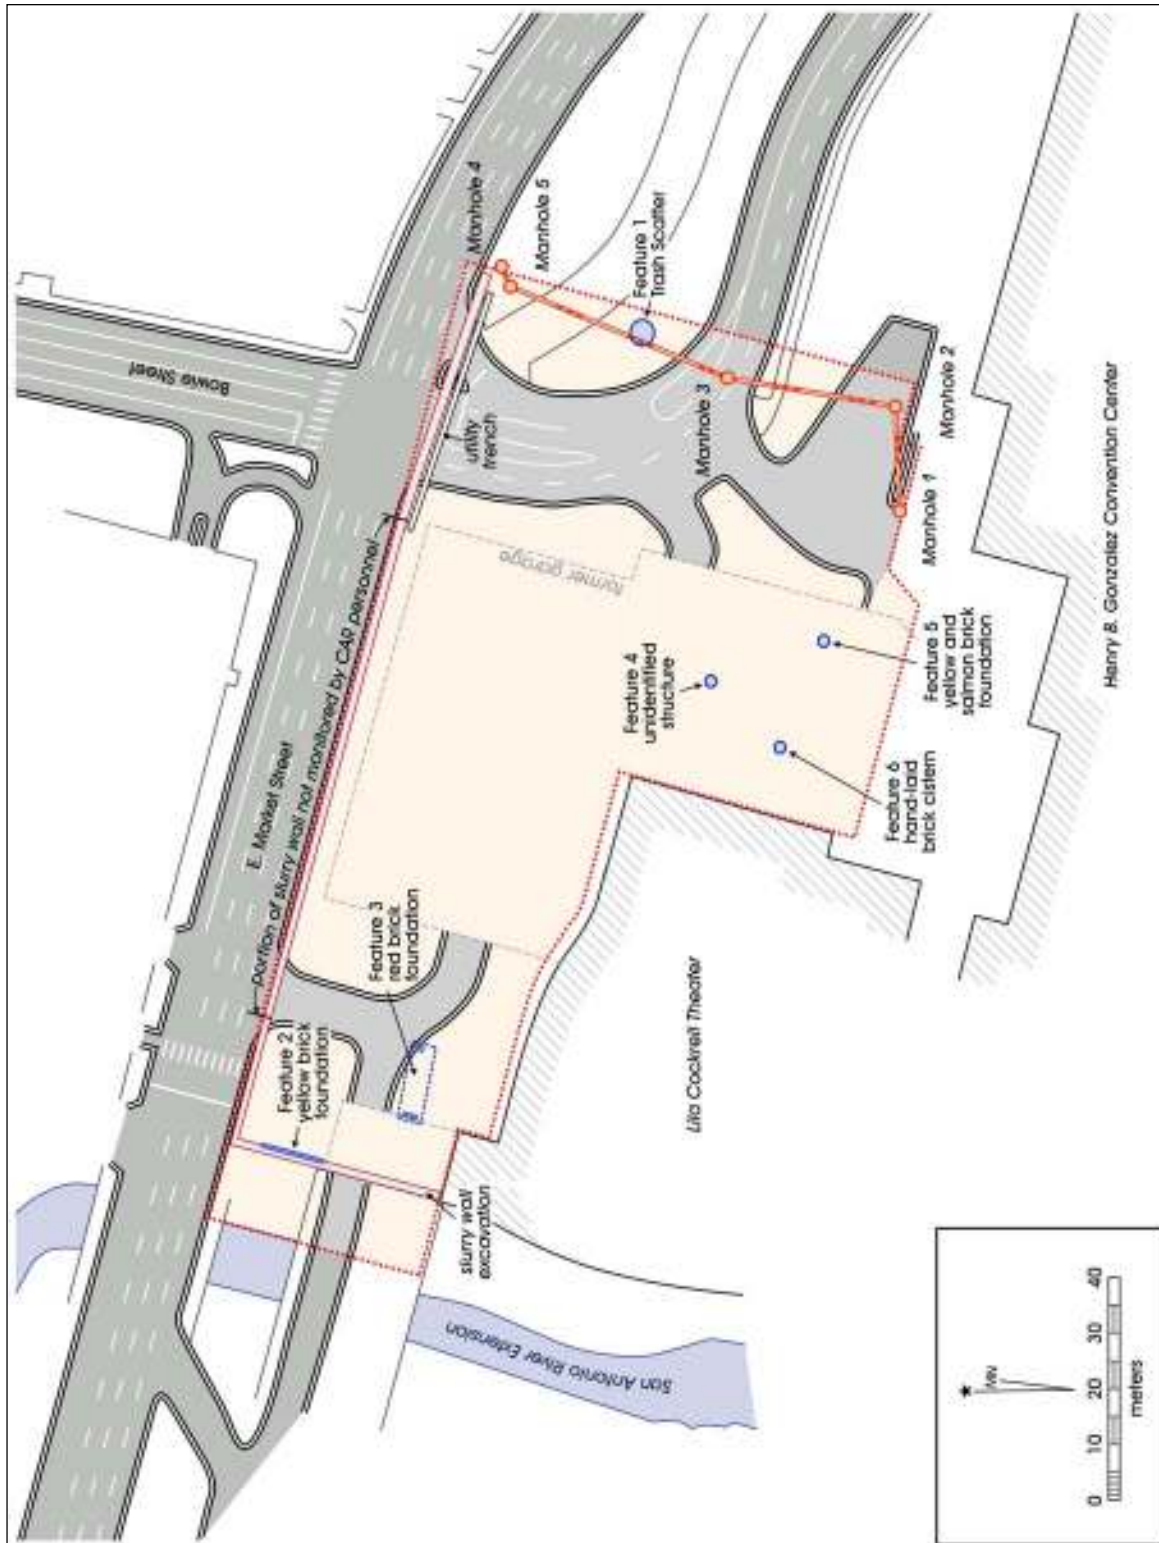 Bowie Street
Manhole 4
Manhole 5
Feature 1
Trash Scatter
utility
trench
Manhole 3
Manhole 2
Manhole 1
E. Market Street
portion of slurry wall not monitored by CAR personnel
former garage
Feature 4
unidentified
structure
Feature 5
yellow and
salmon brick
foundation
Feature 6
hand-laid
brick cistern
Henry B. Gonzalez Convention Center
Feature 3
red brick
foundation
Feature 2
yellow brick
foundation
Lila Cockrell Theater
slurry wall
excavation
San Antonio River Extension
MN
0 10 20 30 40
meters